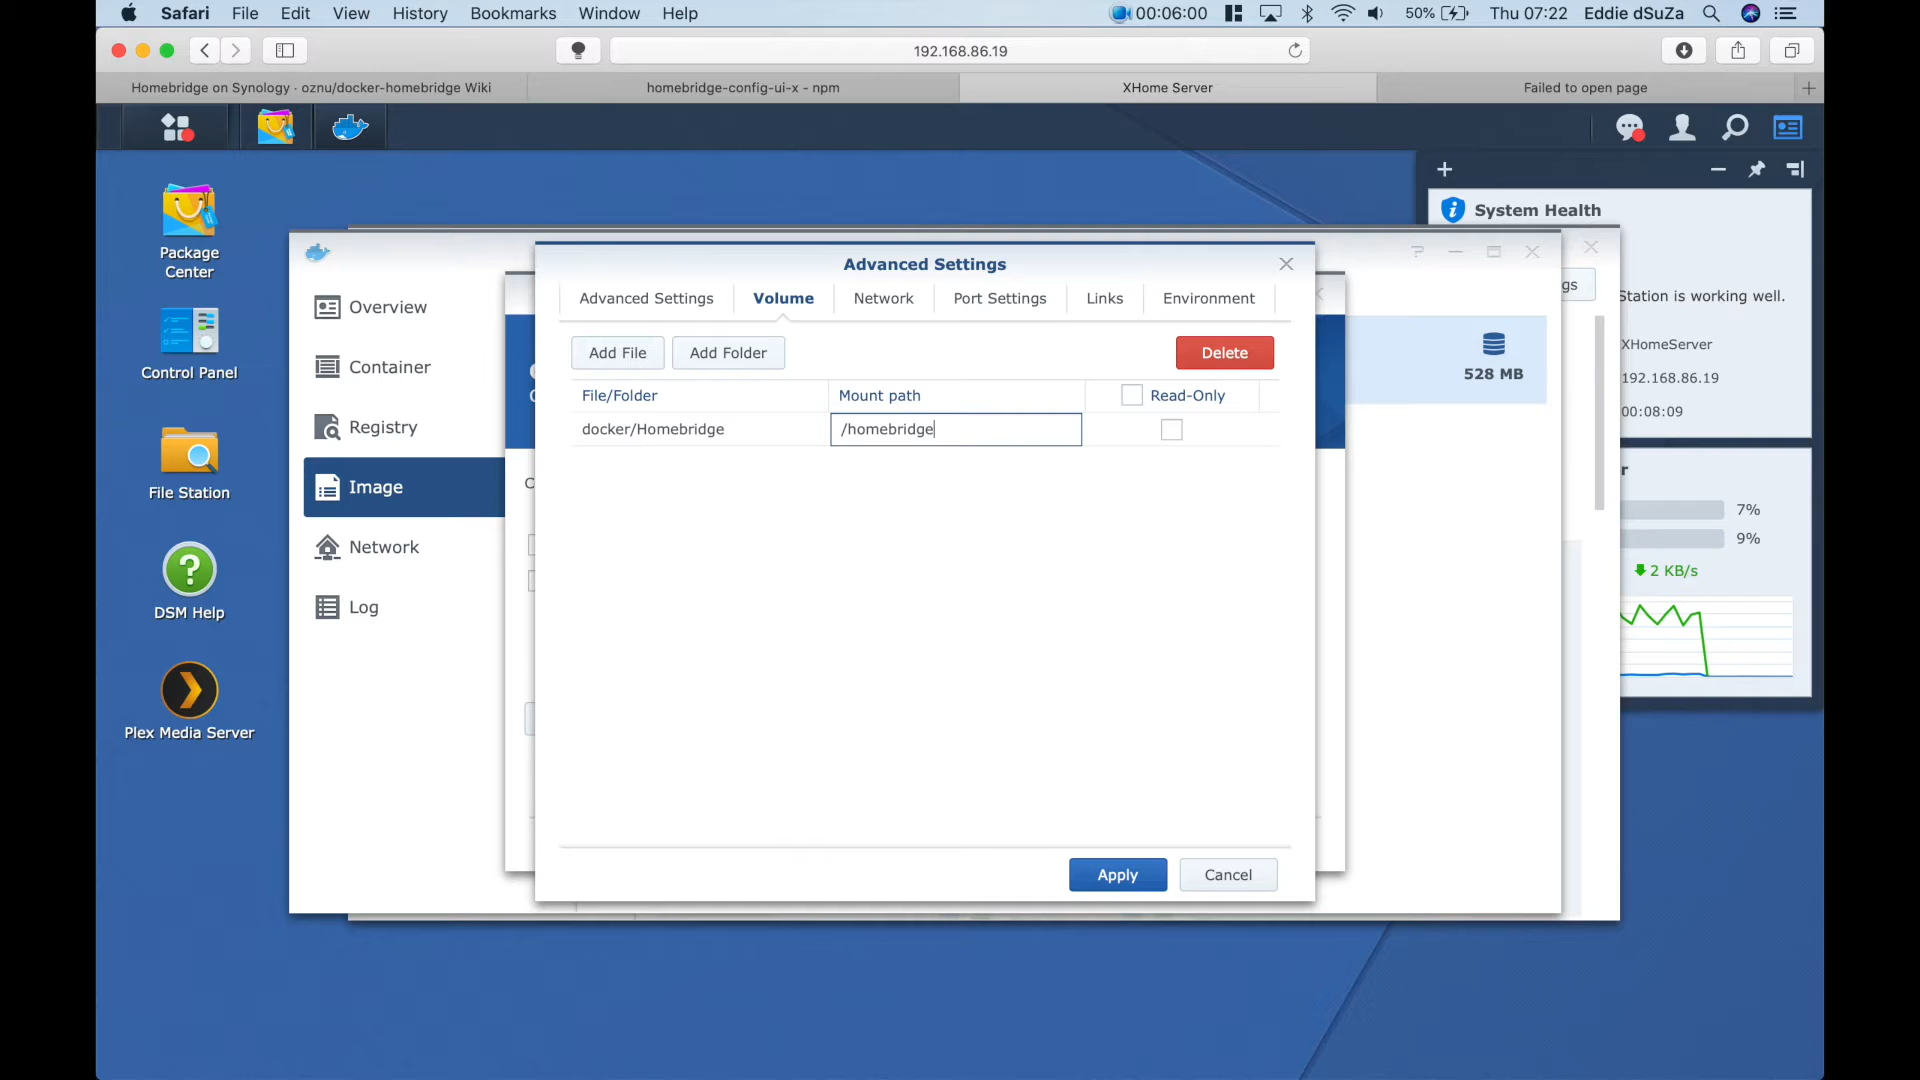 Safari File Edit View History Bookmarks Window Help 00:06:00 50% Thu 07:22 Eddie dSuZa
192.168.86.19
Homebridge on Synology · oznu/docker-homebridge Wiki
homebridge-config-ui-x - npm
XHome Server
Failed to open page
Package
Center
Control Panel
File Station
DSM Help
Plex Media Server
Overview
Container
Registry
Image
Network
Log
Advanced Settings
Advanced Settings Volume Network Port Settings Links Environment
Add File Add Folder Delete
File/Folder Mount path Read-Only
docker/Homebridge /homebridge
Apply Cancel
gs
528 MB
System Health
Station is working well.
XHomeServer
192.168.86.19
00:08:09
r
7%
9%
2 KB/s